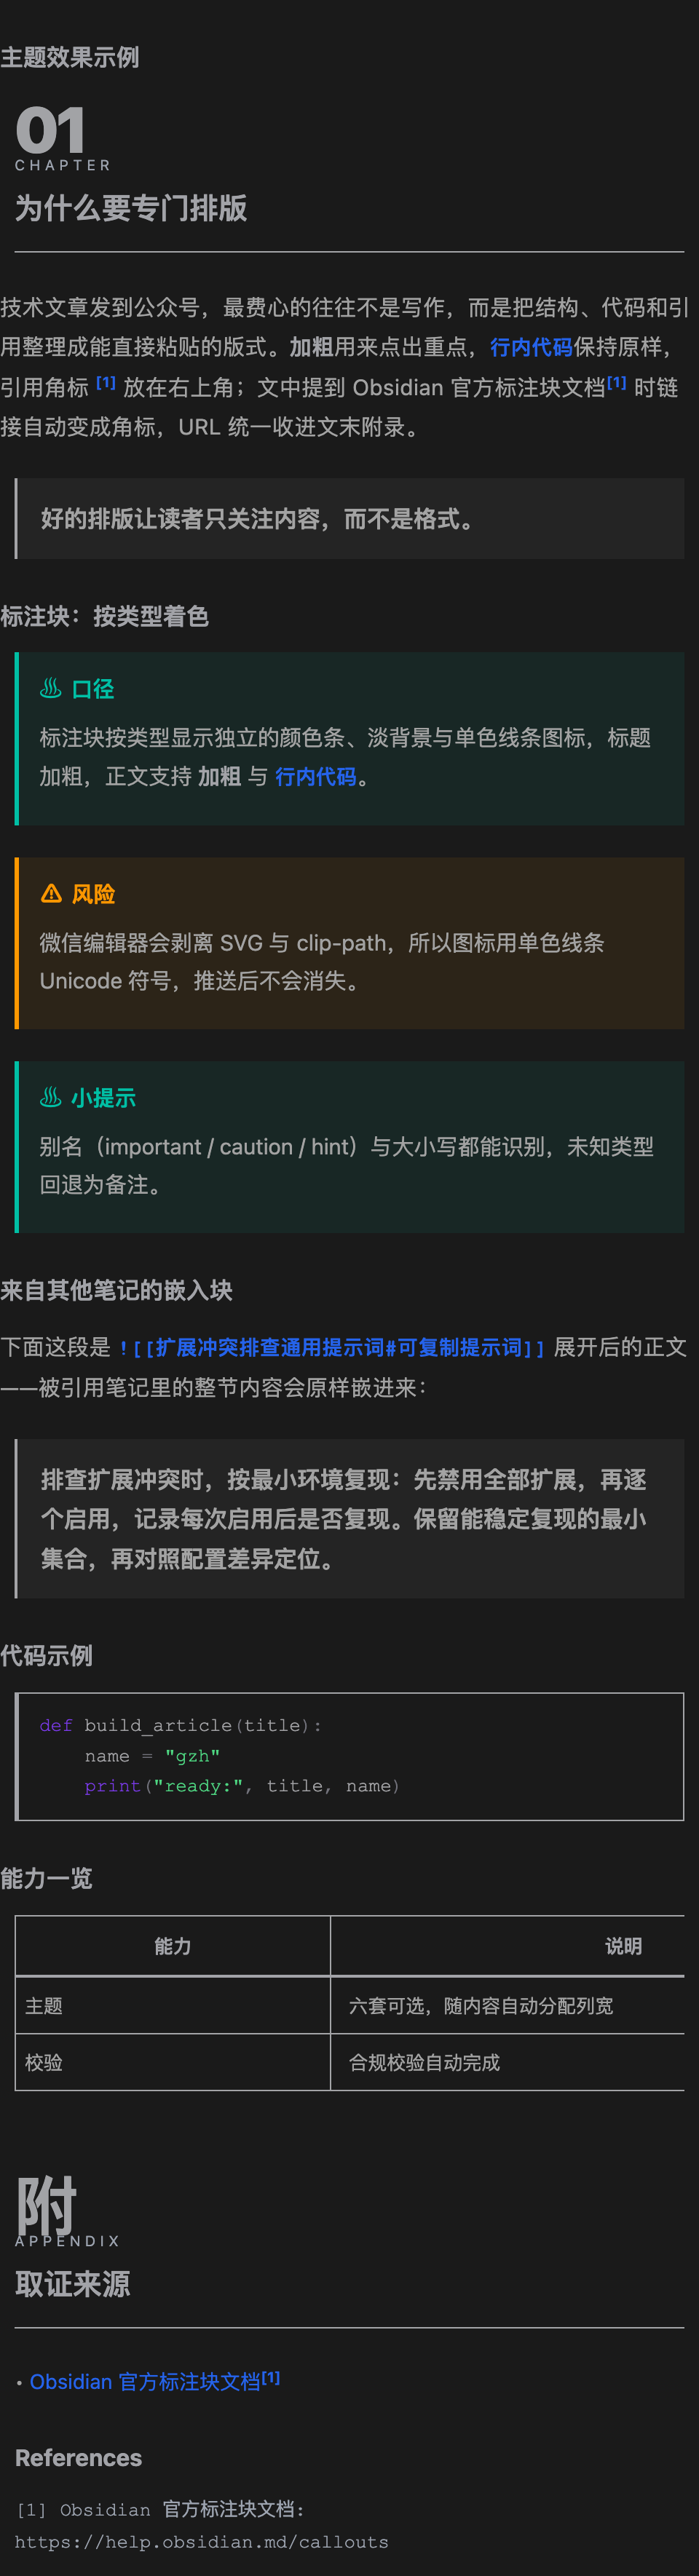 主题效果示例
01
CHAPTER
为什么要专门排版
技术文章发到公众号，最费心的往往不是写作，而是把结构、代码和引
用整理成能直接粘贴的版式。加粗用来点出重点，行内代码保持原样，
引用角标 [1] 放在右上角；文中提到 Obsidian 官方标注块文档[1] 时链
接自动变成角标，URL 统一收进文末附录。
好的排版让读者只关注内容，而不是格式。
标注块：按类型着色
♨ 口径
标注块按类型显示独立的颜色条、淡背景与单色线条图标，标题
加粗，正文支持 加粗 与 行内代码。
⚠ 风险
微信编辑器会剥离 SVG 与 clip-path，所以图标用单色线条
Unicode 符号，推送后不会消失。
♨ 小提示
别名（important / caution / hint）与大小写都能识别，未知类型
回退为备注。
来自其他笔记的嵌入块
下面这段是 ![[扩展冲突排查通用提示词#可复制提示词]] 展开后的正文
——被引用笔记里的整节内容会原样嵌进来：
排查扩展冲突时，按最小环境复现：先禁用全部扩展，再逐
个启用，记录每次启用后是否复现。保留能稳定复现的最小
集合，再对照配置差异定位。
代码示例
def build_article(title):
    name = "gzh"
    print("ready:", title, name)
能力一览
能力 说明
主题 六套可选，随内容自动分配列宽
校验 合规校验自动完成
附
APPENDIX
取证来源
• Obsidian 官方标注块文档[1]
References
[1] Obsidian 官方标注块文档:
https://help.obsidian.md/callouts